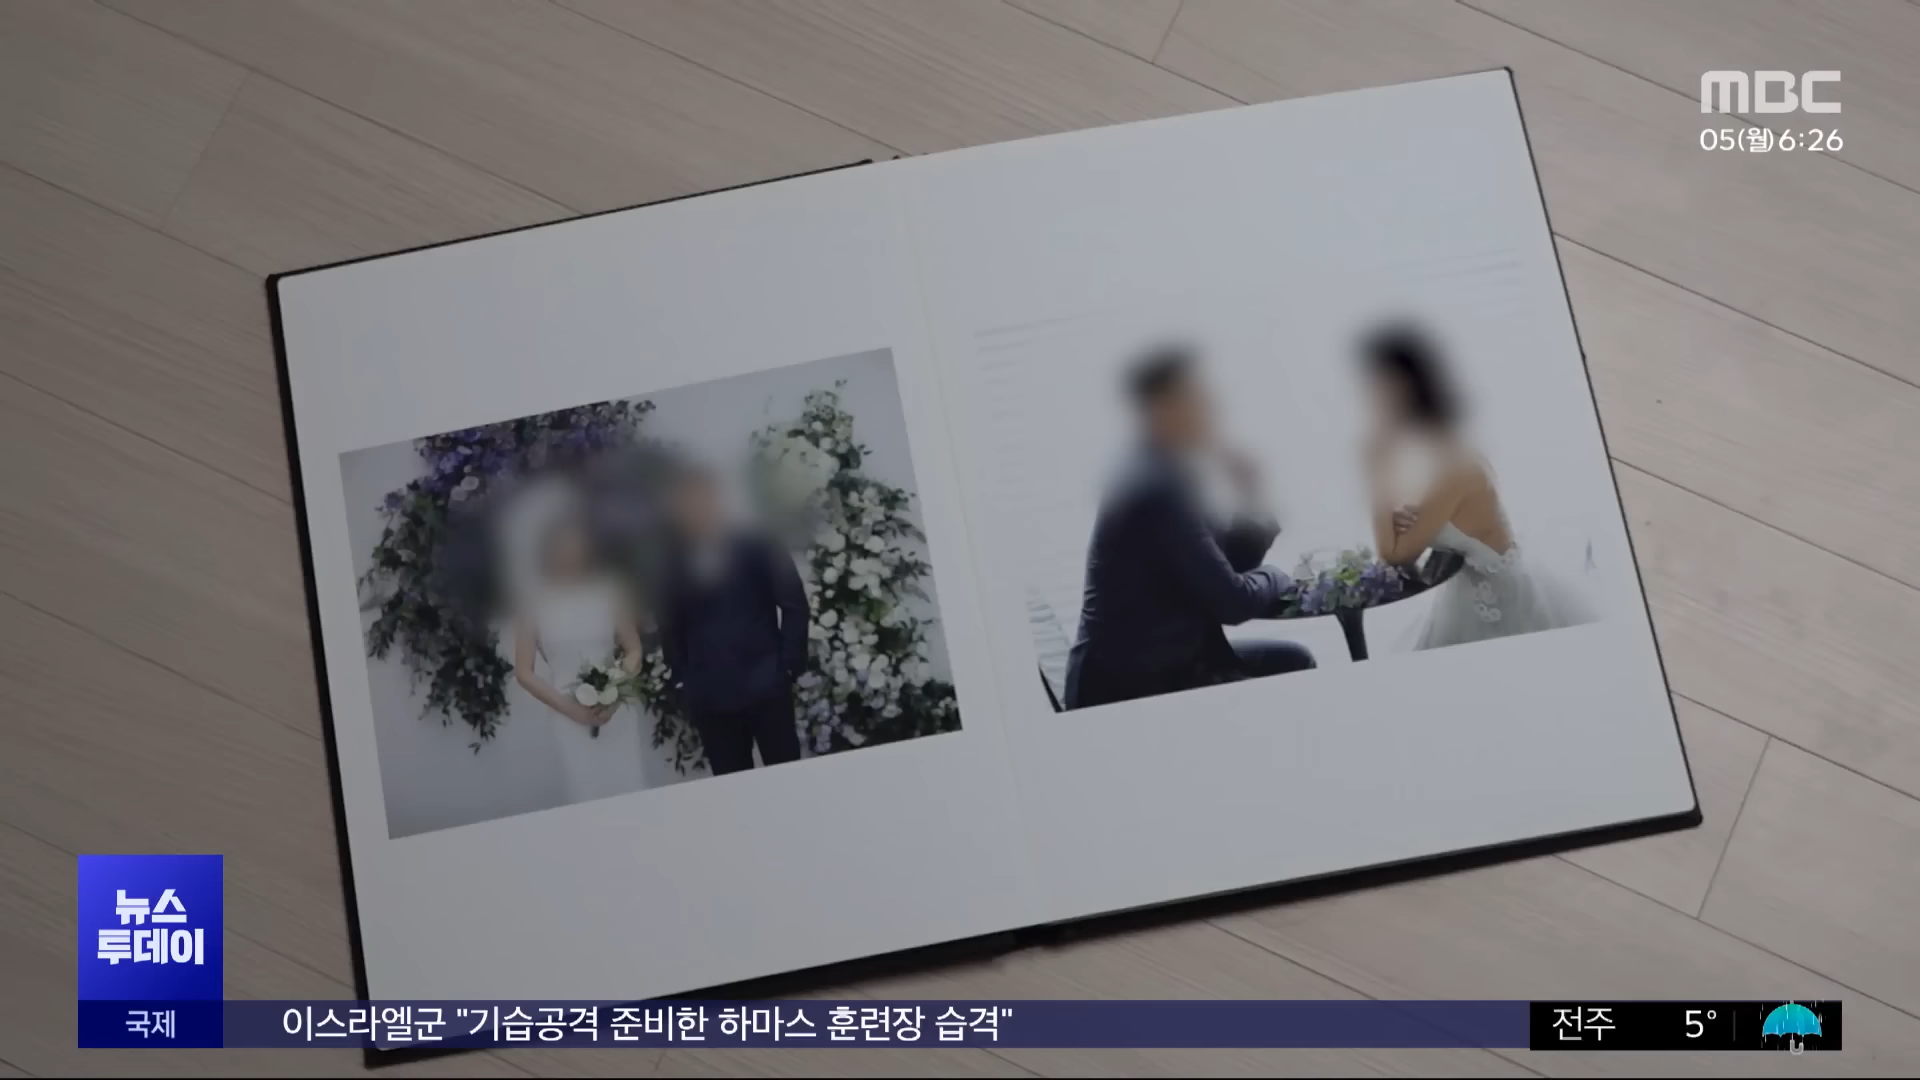 MBC
05(월)6:26
뉴스
투데이
국제
이스라엘군 "기습공격 준비한 하마스 훈련장 습격"
전주 5°